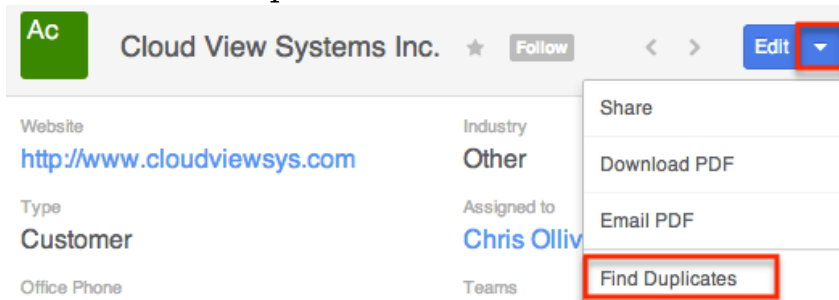 Ac
Cloud View Systems Inc. Follow < > Edit
Share
Website Industry
http://www.cloudviewsys.com Other
Download PDF
Type Assigned to
Email PDF
Customer Chris Olliv
Find Duplicates
Office Phone Teams